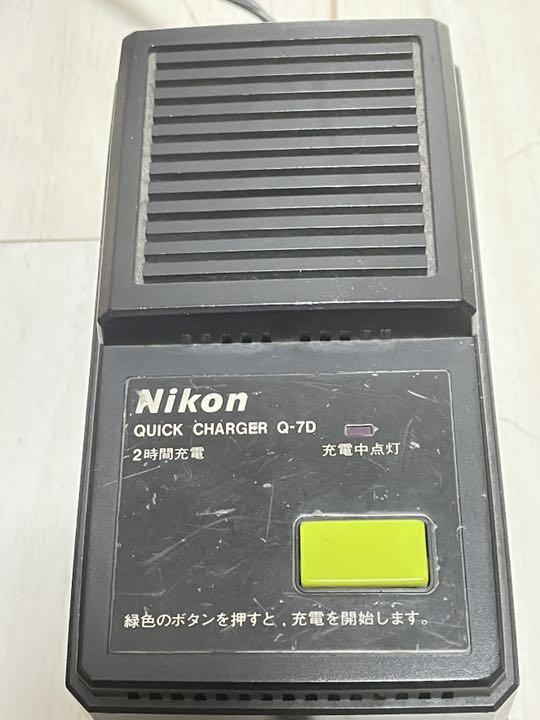 Nikon
QUICK CHARGER Q-7D
2時間充電
充電中点灯
緑色のボタンを押すと，充電を開始します。